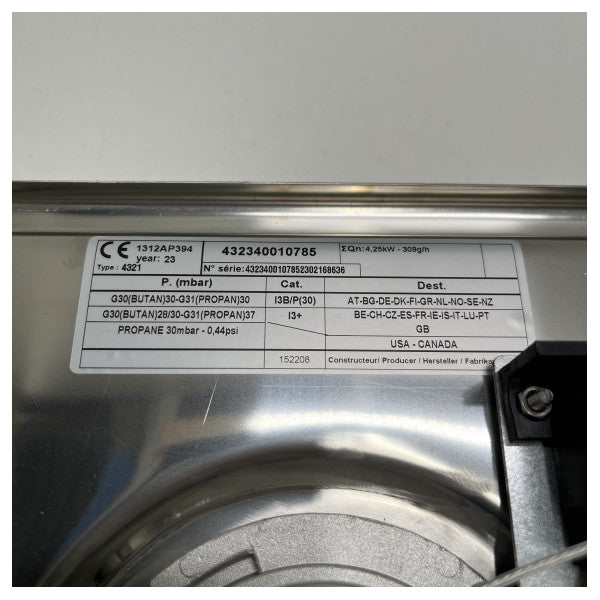 CE 1312AP394 432340010785 ΣQn: 4,25kW - 309g/h
year: 23
Type : 4321 N° série:4323400107852302168636
P. (mbar) Cat. Dest.
G30(BUTAN)30-G31(PROPAN)30 I3B/P(30) AT-BG-DE-DK-FI-GR-NL-NO-SE-NZ
G30(BUTAN)28/30-G31(PROPAN)37 I3+ BE-CH-CZ-ES-FR-IE-IS-IT-LU-PT
PROPANE 30mbar - 0,44psi GB
USA - CANADA
152208 Constructeur/ Producer / Hersteller / Fabrika